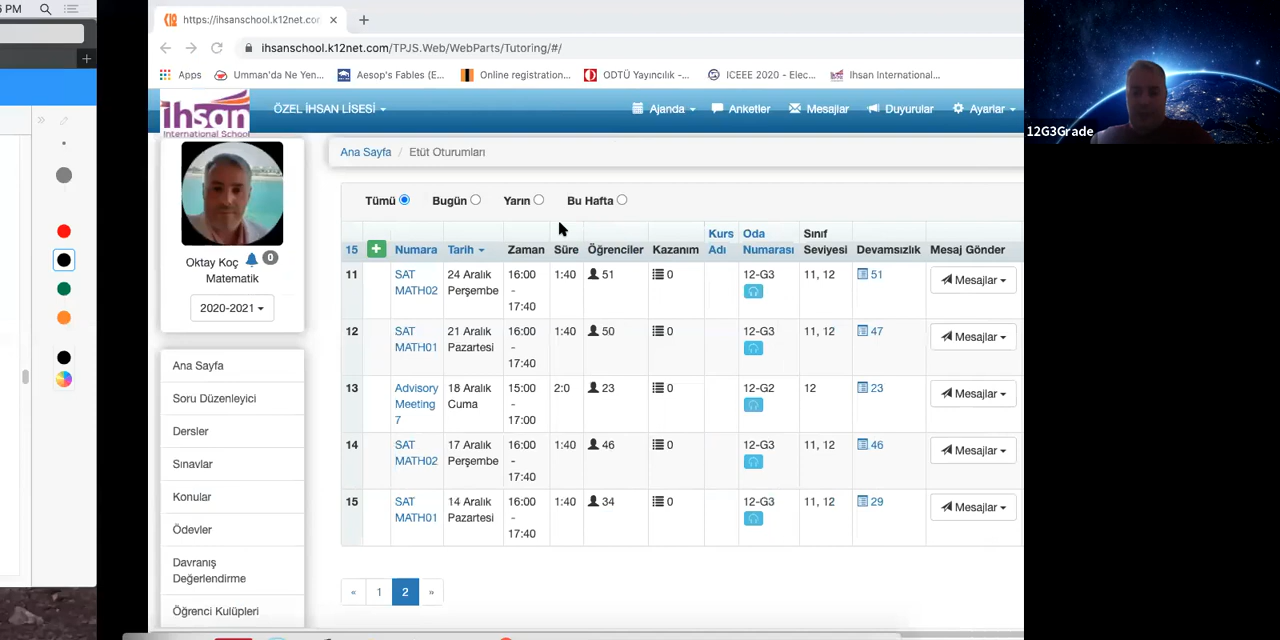 PM
https://ihsanschool.k12net.co
ihsanschool.k12net.com/TPJS.Web/WebParts/Tutoring/#/
Apps Umman'da Ne Yen... Aesop's Fables (E... Online registration... ODTÜ Yayıncılık -... ICEEE 2020 - Elec... Ihsan International...
ihsan
International School
ÖZEL İHSAN LİSESİ
Ajanda Anketler Mesajlar Duyurular Ayarlar
12G3Grade
Ana Sayfa / Etüt Oturumları
Oktay Koç 0
Matematik
2020-2021
Ana Sayfa
Soru Düzenleyici
Dersler
Sınavlar
Konular
Ödevler
Davranış
Değerlendirme
Öğrenci Kulüpleri
Tümü Bugün Yarın Bu Hafta
Kurs Oda Sınıf
15 + Numara Tarih Zaman Süre Öğrenciler Kazanım Adı Numarası Seviyesi Devamsızlık Mesaj Gönder
11 SAT 24 Aralık 16:00 1:40 51 0 12-G3 11, 12 51 Mesajlar
MATH02 Perşembe -
17:40
12 SAT 21 Aralık 16:00 1:40 50 0 12-G3 11, 12 47 Mesajlar
MATH01 Pazartesi -
17:40
13 Advisory 18 Aralık 15:00 2:0 23 0 12-G2 12 23 Mesajlar
Meeting Cuma -
7 17:00
14 SAT 17 Aralık 16:00 1:40 46 0 12-G3 11, 12 46 Mesajlar
MATH02 Perşembe -
17:40
15 SAT 14 Aralık 16:00 1:40 34 0 12-G3 11, 12 29 Mesajlar
MATH01 Pazartesi -
17:40
« 1 2 »